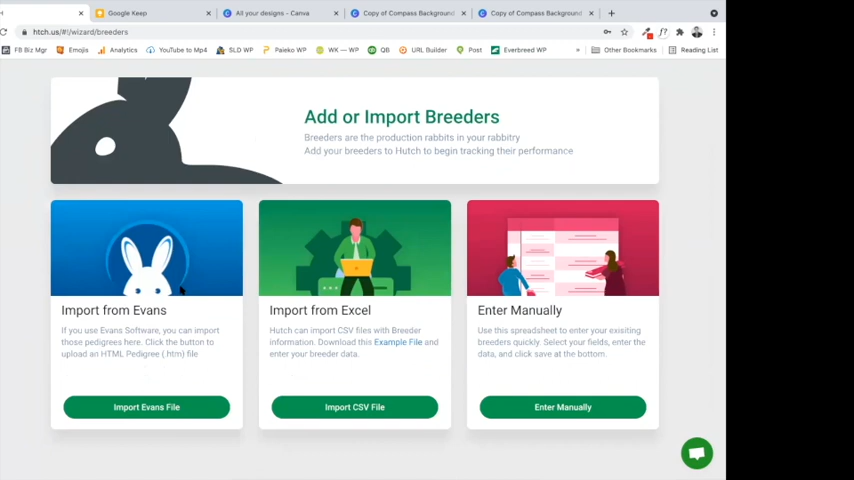 Google Keep
All your designs - Canva
Copy of Compass Background
Copy of Compass Background
htch.us/#!/wizard/breeders
FB Biz Mgr
Emojis
Analytics
YouTube to Mp4
SLO WP
Paleko WP
WK — WP
QB
URL Builder
Post
Everbreed WP
»
Other Bookmarks
Reading List
Add or Import Breeders
Breeders are the production rabbits in your rabbitry
Add your breeders to Hutch to begin tracking their performance
Import from Evans
If you use Evans Software, you can import
those pedigrees here. Click the button to
upload an HTML Pedigree (.htm) file
Import Evans File
Import from Excel
Hutch can import CSV files with Breeder
information. Download this Example File and
enter your breeder data.
Import CSV File
Enter Manually
Use this spreadsheet to enter your exisiting
breeders quickly. Select your fields, enter the
data, and click save at the bottom.
Enter Manually